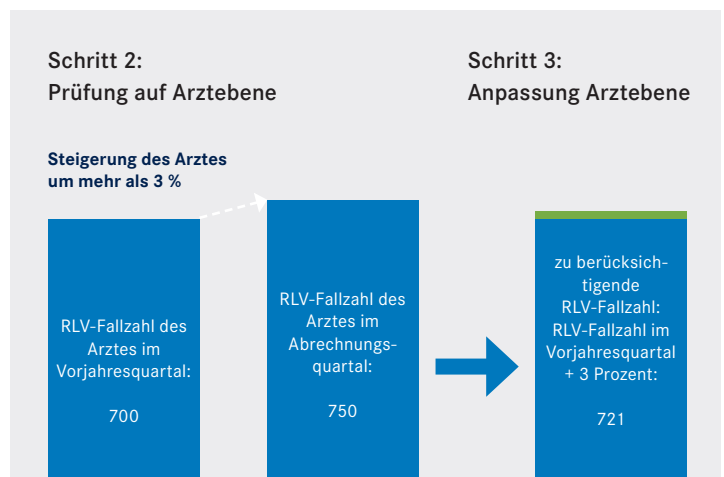 Schritt 2:
Prüfung auf Arztebene
Schritt 3:
Anpassung Arztebene
Steigerung des Arztes
um mehr als 3 %
RLV-Fallzahl des
Arztes im
Vorjahresquartal:
700
RLV-Fallzahl des
Arztes im
Abrechnungs-
quartal:
750
zu berücksich-
tigende
RLV-Fallzahl:
RLV-Fallzahl im
Vorjahresquartal
+ 3 Prozent:
721